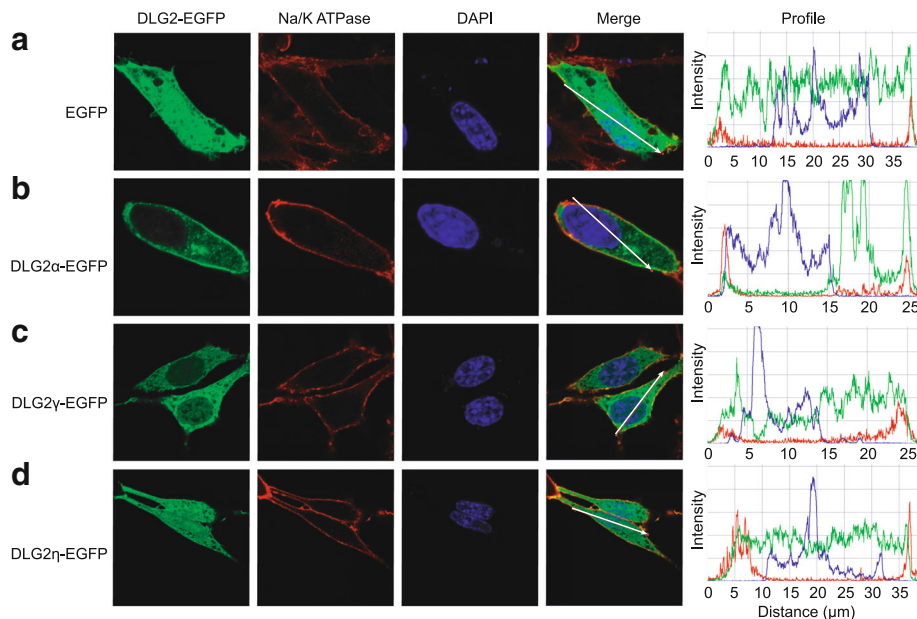 DLG2-EGFP Na/K ATPase DAPI Merge Profile
a
EGFP
Intensity
0 5 10 15 20 25 30 35
b
DLG2α-EGFP
Intensity
0 5 10 15 20 25
c
DLG2γ-EGFP
Intensity
0 5 10 15 20 25
d
DLG2η-EGFP
Intensity
0 5 10 15 20 25 30 35
Distance (μm)